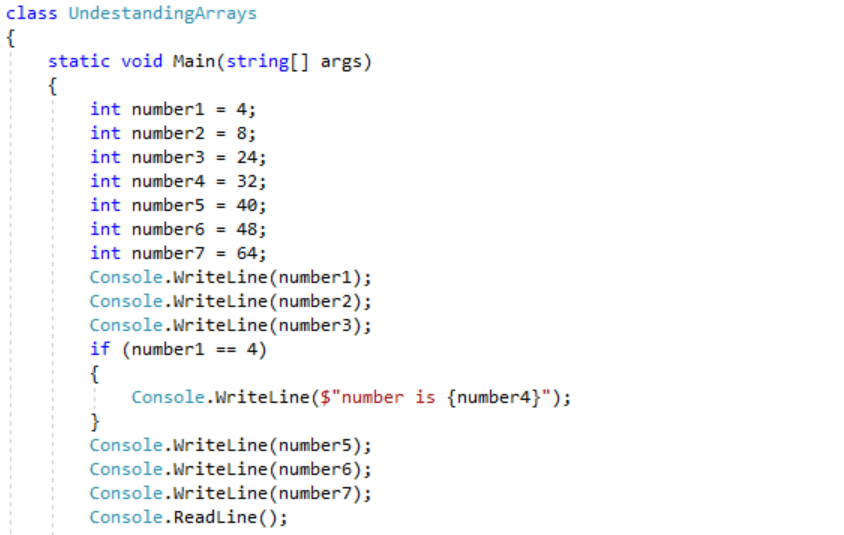 class UndestandingArrays
{
static void Main(string[] args)
{
int number1 = 4;
int number2 = 8;
int number3 = 24;
int number4 = 32;
int number5 = 40;
int number6 = 48;
int number7 = 64;
Console.WriteLine(number1);
Console.WriteLine(number2);
Console.WriteLine(number3);
if (number1 == 4)
{
Console.WriteLine($"number is {number4}");
}
Console.WriteLine(number5);
Console.WriteLine(number6);
Console.WriteLine(number7);
Console.ReadLine();